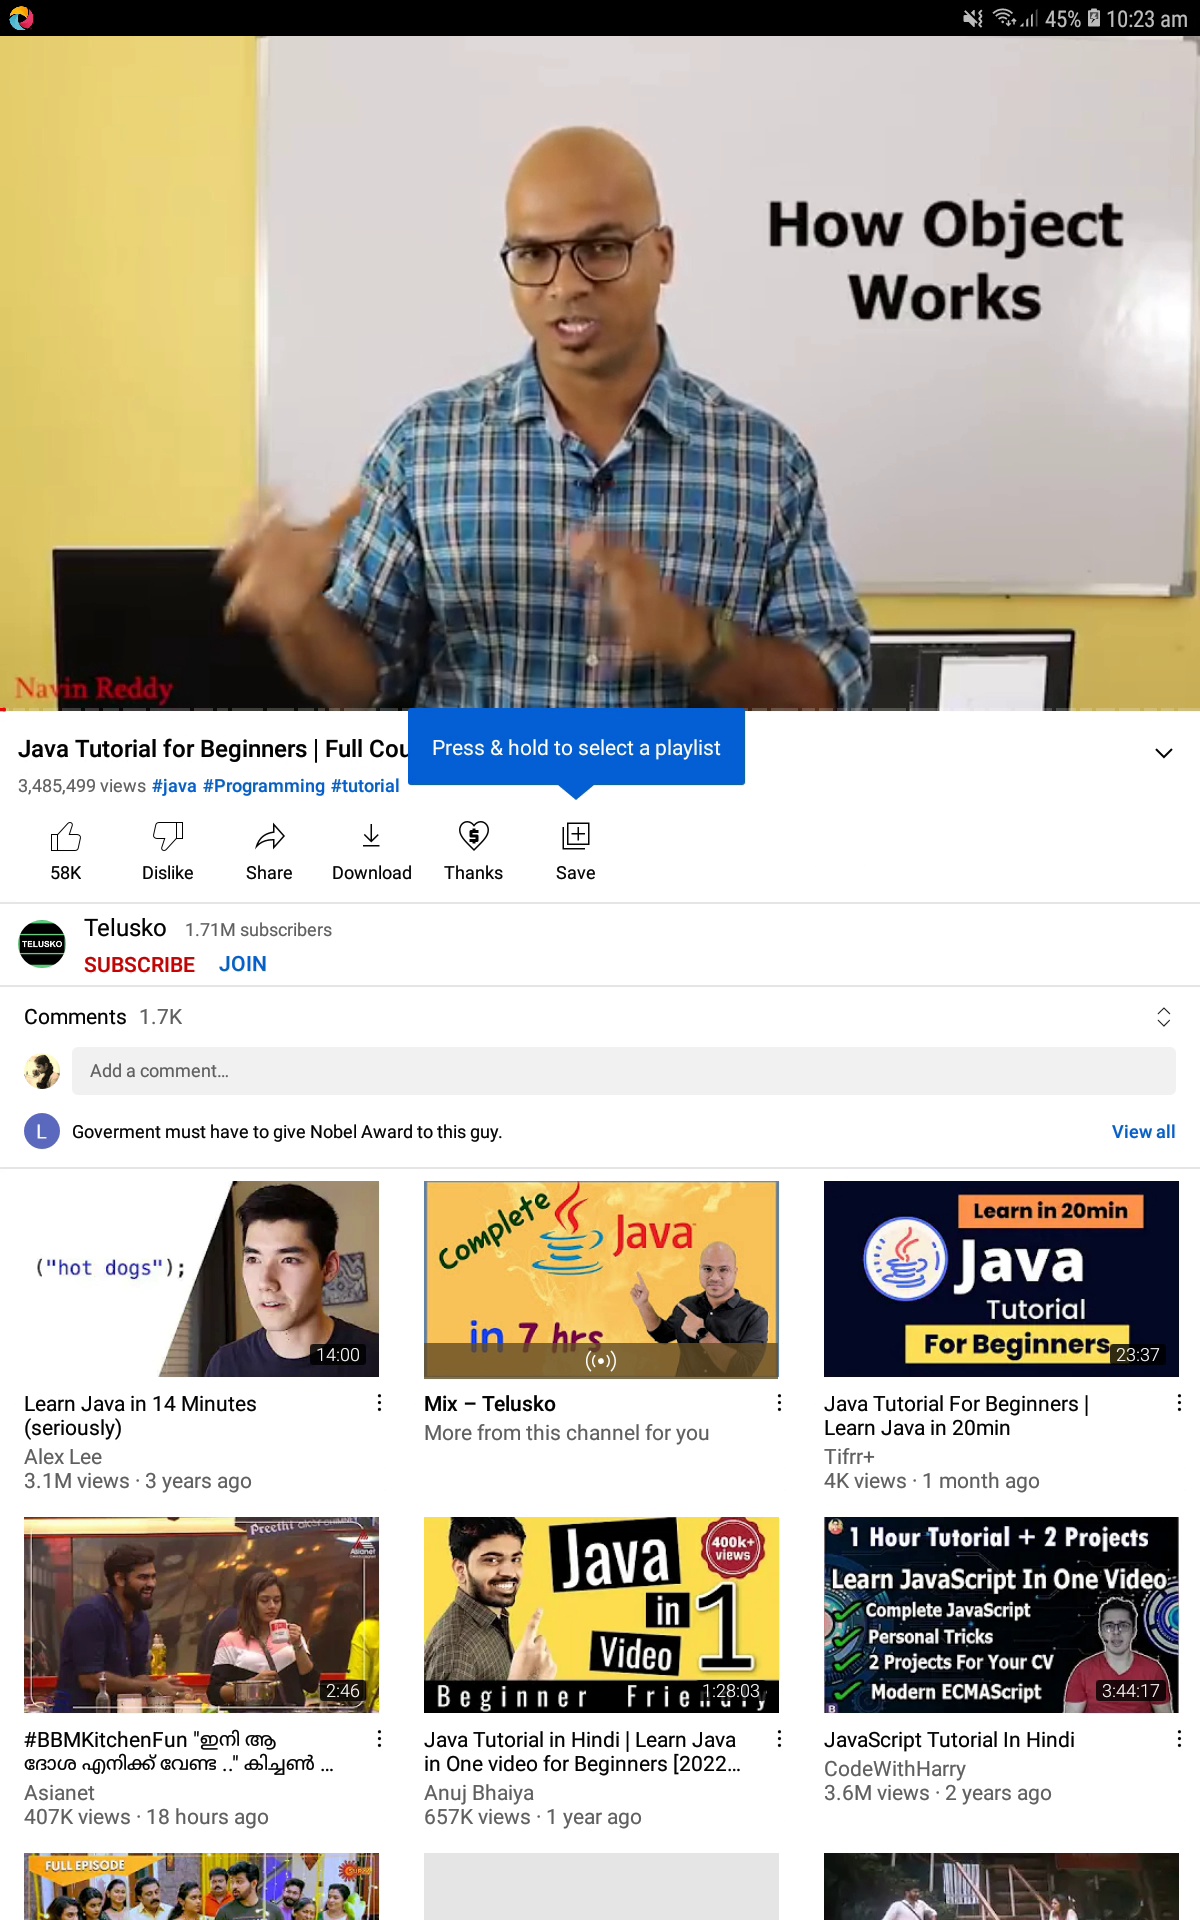 45% 10:23 am
How Object
Works
Navin Reddy
Java Tutorial for Beginners | Full Cou
Press & hold to select a playlist
3,485,499 views #java #Programming #tutorial
58K
Dislike
Share
Download
Thanks
Save
TELUSKO
Telusko 1.71M subscribers
SUBSCRIBE JOIN
Comments 1.7K
Add a comment...
L
Goverment must have to give Nobel Award to this guy.
View all
("hot dogs");
14:00
Complete
Java
in 7 hrs
Learn in 20min
Java
Tutorial
For Beginners
23:37
Learn Java in 14 Minutes
(seriously)
Alex Lee
3.1M views · 3 years ago
Mix – Telusko
More from this channel for you
Java Tutorial For Beginners |
Learn Java in 20min
Tifrr+
4K views · 1 month ago
Preethi
Asianet
2:46
Java
in 1
Video
400k+
views
Beginner
1:28:03
1 Hour Tutorial + 2 Projects
Learn JavaScript In One Video
Complete JavaScript
Personal Tricks
2 Projects For Your CV
Modern ECMAScript
3:44:17
#BBMKitchenFun "ഇനി ആ
ദോശ എനിക്ക് വേണ്ട .." കിച്ചൺ ...
Asianet
407K views · 18 hours ago
Java Tutorial in Hindi | Learn Java
in One video for Beginners [2022...
Anuj Bhaiya
657K views · 1 year ago
JavaScript Tutorial In Hindi
CodeWithHarry
3.6M views · 2 years ago
FULL EPISODE